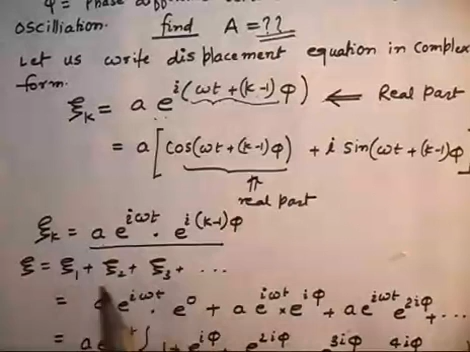 φ = Phase
oscilliation. find A = ??
Let us write displacement equation in complex
form.
ξk = a e^i(ωt + (k-1)φ) ⇐ Real part
= a [cos(ωt + (k-1)φ) + i sin(ωt + (k-1)φ
⇑
real part
ξk = a e^iωt · e^i(k-1)φ
ξ = ξ1 + ξ2 + ξ3 + ...
= e^iωt · e^0 + a e^iωt × e^iφ + a e^iωt e^2iφ + ...
= a e^iφ e^2iφ 3iφ 4iφ